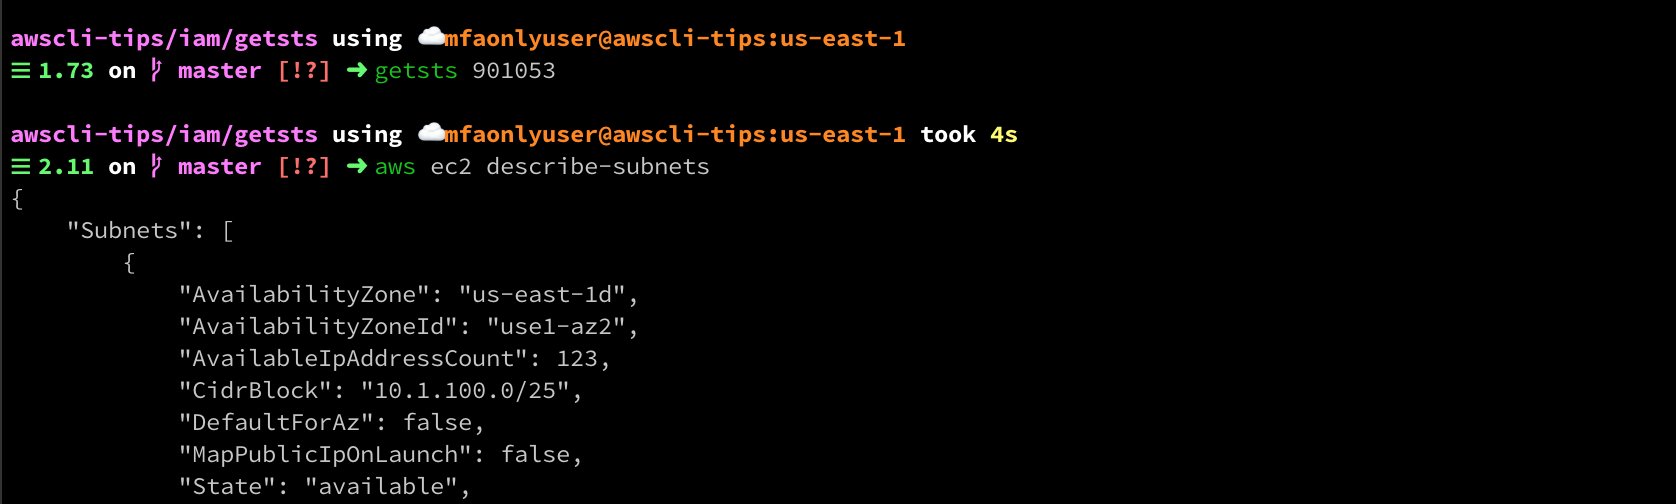 awscli-tips/iam/getsts using ☁️mfaonlyuser@awscli-tips:us-east-1
☰ 1.73 on master [!?] ➜ getsts 901053
awscli-tips/iam/getsts using ☁️mfaonlyuser@awscli-tips:us-east-1 took 4s
☰ 2.11 on master [!?] ➜ aws ec2 describe-subnets
{
    "Subnets": [
        {
            "AvailabilityZone": "us-east-1d",
            "AvailabilityZoneId": "use1-az2",
            "AvailableIpAddressCount": 123,
            "CidrBlock": "10.1.100.0/25",
            "DefaultForAz": false,
            "MapPublicIpOnLaunch": false,
            "State": "available",